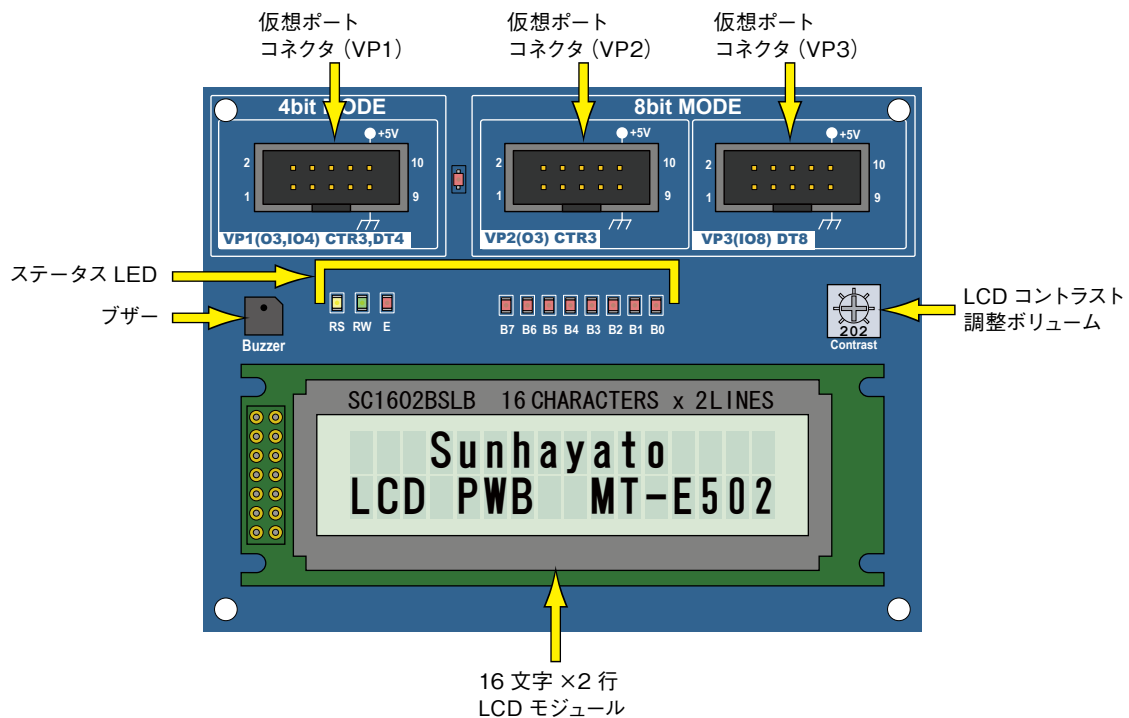 仮想ポート
コネクタ（VP1）
仮想ポート
コネクタ（VP2）
仮想ポート
コネクタ（VP3）
4bit MODE
8bit MODE
+5V
2
10
1
9
VP1(O3,IO4) CTR3,DT4
+5V
2
10
1
9
VP2(O3) CTR3
+5V
2
10
1
9
VP3(IO8) DT8
ステータス LED
ブザー
RS RW E
B7 B6 B5 B4 B3 B2 B1 B0
Buzzer
202
Contrast
LCD コントラスト
調整ボリューム
SC1602BSLB 16 CHARACTERS x 2LINES
Sunhayato
LCD PWB MT-E502
16 文字 ×2 行
LCD モジュール